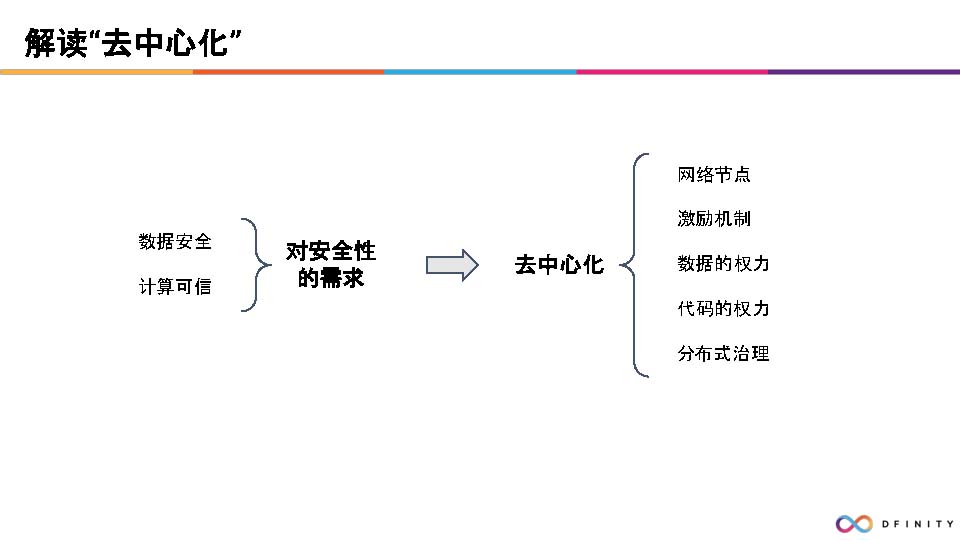 解读“去中心化”
数据安全
计算可信
对安全性
的需求
去中心化
网络节点
激励机制
数据的权力
代码的权力
分布式治理
DFINITY